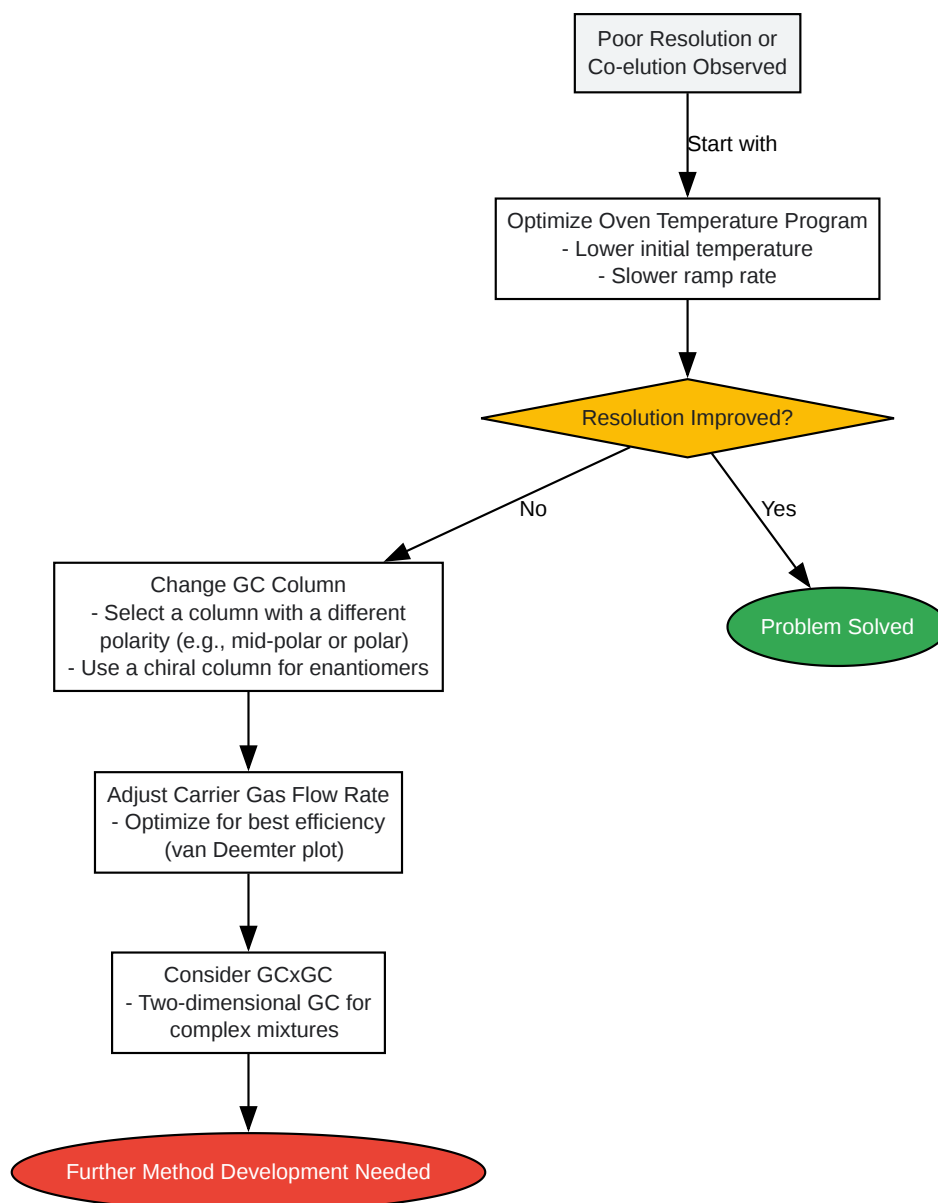 Poor Resolution or
Co-elution Observed
Start with
Optimize Oven Temperature Program
- Lower initial temperature
- Slower ramp rate
Resolution Improved?
No
Yes
Change GC Column
- Select a column with a different
polarity (e.g., mid-polar or polar)
- Use a chiral column for enantiomers
Problem Solved
Adjust Carrier Gas Flow Rate
- Optimize for best efficiency
(van Deemter plot)
Consider GCxGC
- Two-dimensional GC for
complex mixtures
Further Method Development Needed